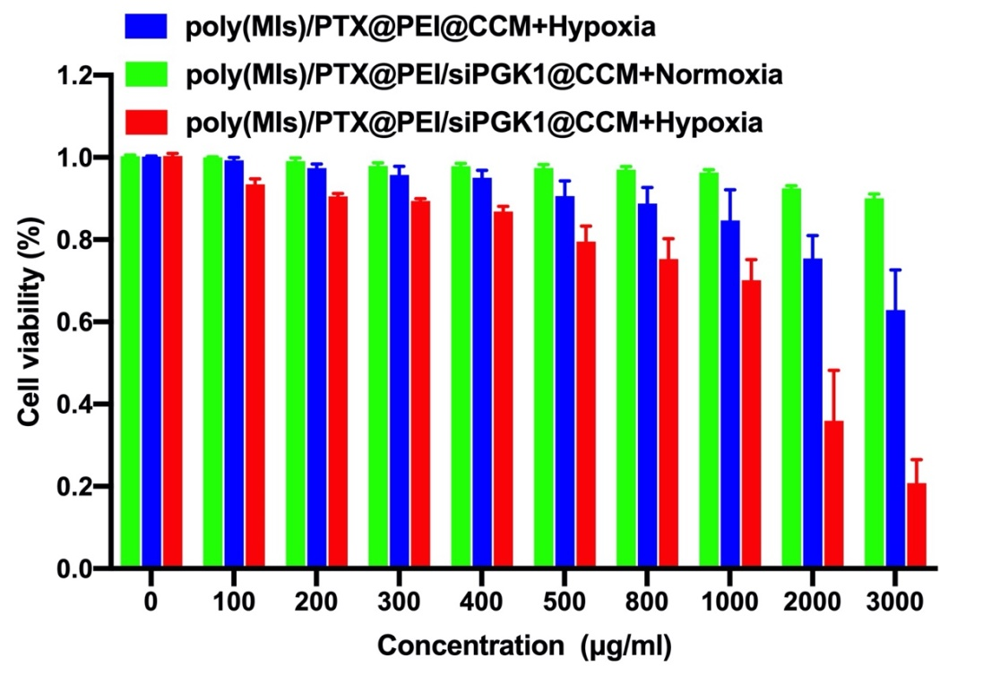 poly(MIs)/PTX@PEI@CCM+Hypoxia
poly(MIs)/PTX@PEI/siPGK1@CCM+Normoxia
poly(MIs)/PTX@PEI/siPGK1@CCM+Hypoxia
Cell viability (%)
1.2
1.0
0.8
0.6
0.4
0.2
0.0
0 100 200 300 400 500 800 1000 2000 3000
Concentration (μg/ml)